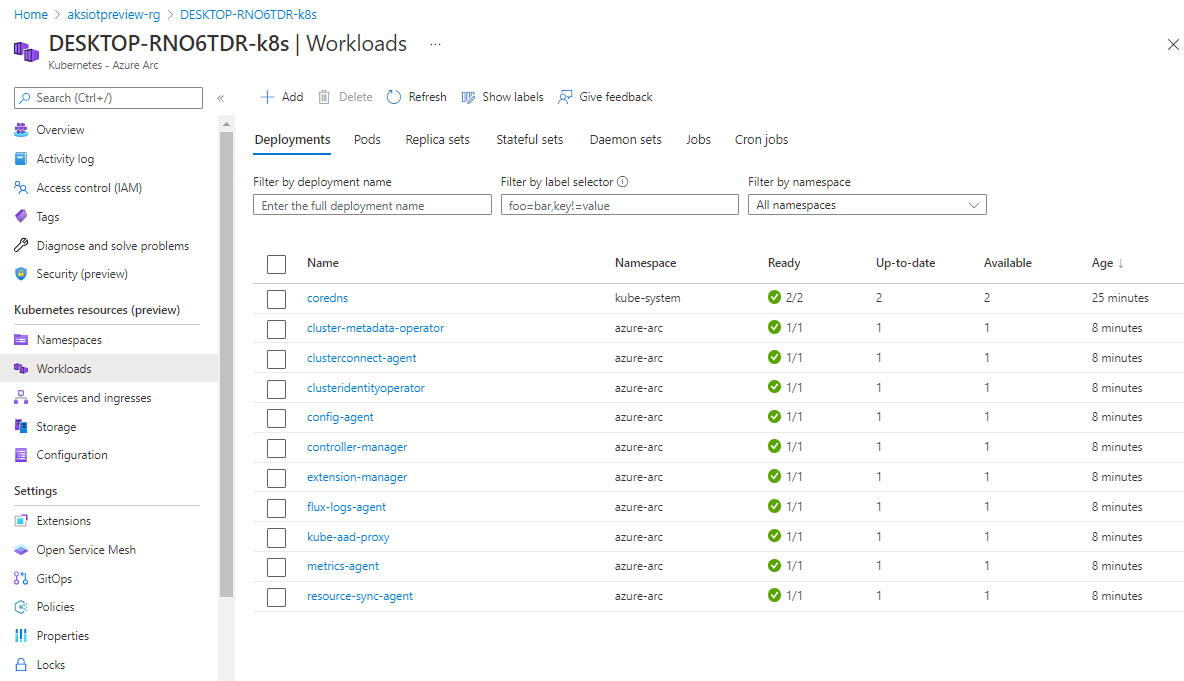 Home > aksiotpreview-rg > DESKTOP-RNO6TDR-k8s
DESKTOP-RNO6TDR-k8s | Workloads ...
Kubernetes - Azure Arc
Search (Ctrl+/) «
Overview
Activity log
Access control (IAM)
Tags
Diagnose and solve problems
Security (preview)
Kubernetes resources (preview)
Namespaces
Workloads
Services and ingresses
Storage
Configuration
Settings
Extensions
Open Service Mesh
GitOps
Policies
Properties
Locks
Add Delete Refresh Show labels Give feedback
Deployments Pods Replica sets Stateful sets Daemon sets Jobs Cron jobs
Filter by deployment name Filter by label selector Filter by namespace
Enter the full deployment name foo=bar,key!=value All namespaces
Name Namespace Ready Up-to-date Available Age ↓
coredns kube-system 2/2 2 2 25 minutes
cluster-metadata-operator azure-arc 1/1 1 1 8 minutes
clusterconnect-agent azure-arc 1/1 1 1 8 minutes
clusteridentityoperator azure-arc 1/1 1 1 8 minutes
config-agent azure-arc 1/1 1 1 8 minutes
controller-manager azure-arc 1/1 1 1 8 minutes
extension-manager azure-arc 1/1 1 1 8 minutes
flux-logs-agent azure-arc 1/1 1 1 8 minutes
kube-aad-proxy azure-arc 1/1 1 1 8 minutes
metrics-agent azure-arc 1/1 1 1 8 minutes
resource-sync-agent azure-arc 1/1 1 1 8 minutes